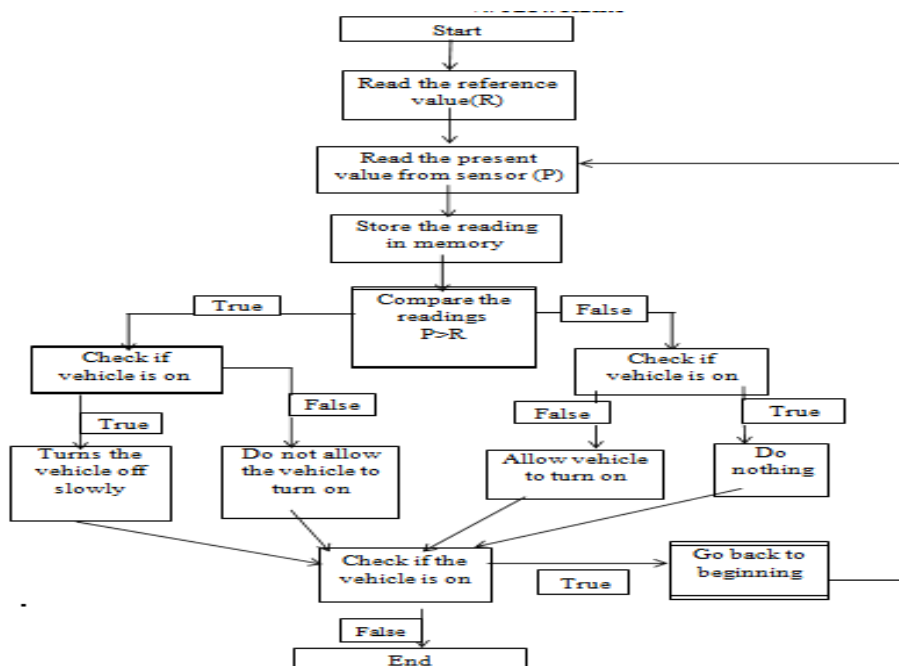 Start
Read the reference
value(R)
Read the present
value from sensor (P)
Store the reading
in memory
True
Compare the
readings
P>R
False
Check if
vehicle is on
Check if
vehicle is on
True
False
False
True
Turns the
vehicle off
slowly
Do not allow
the vehicle to
turn on
Allow vehicle
to turn on
Do
nothing
Check if the
vehicle is on
True
Go back to
beginning
False
End